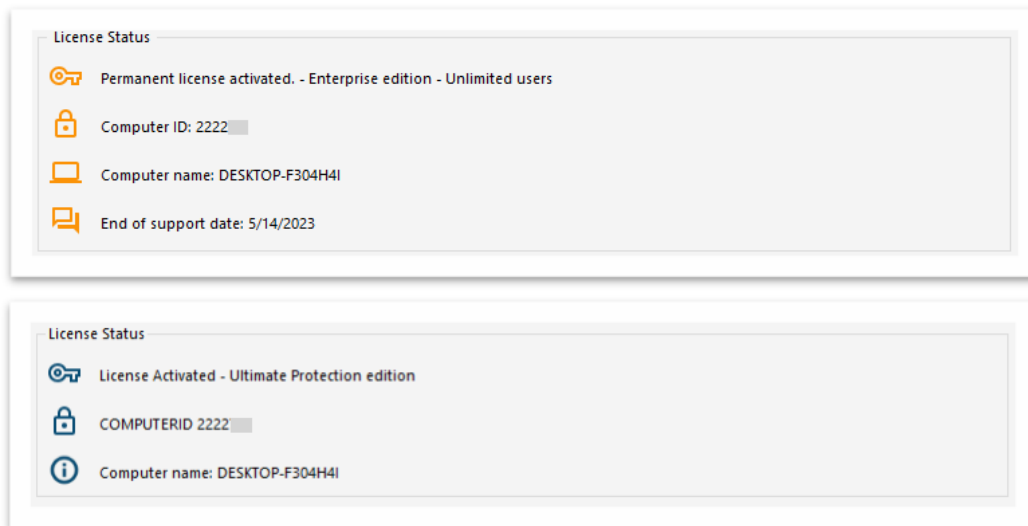 License Status
Permanent license activated. - Enterprise edition - Unlimited users
Computer ID: 2222
Computer name: DESKTOP-F304H4I
End of support date: 5/14/2023
License Status
License Activated - Ultimate Protection edition
COMPUTERID 2222
Computer name: DESKTOP-F304H4I